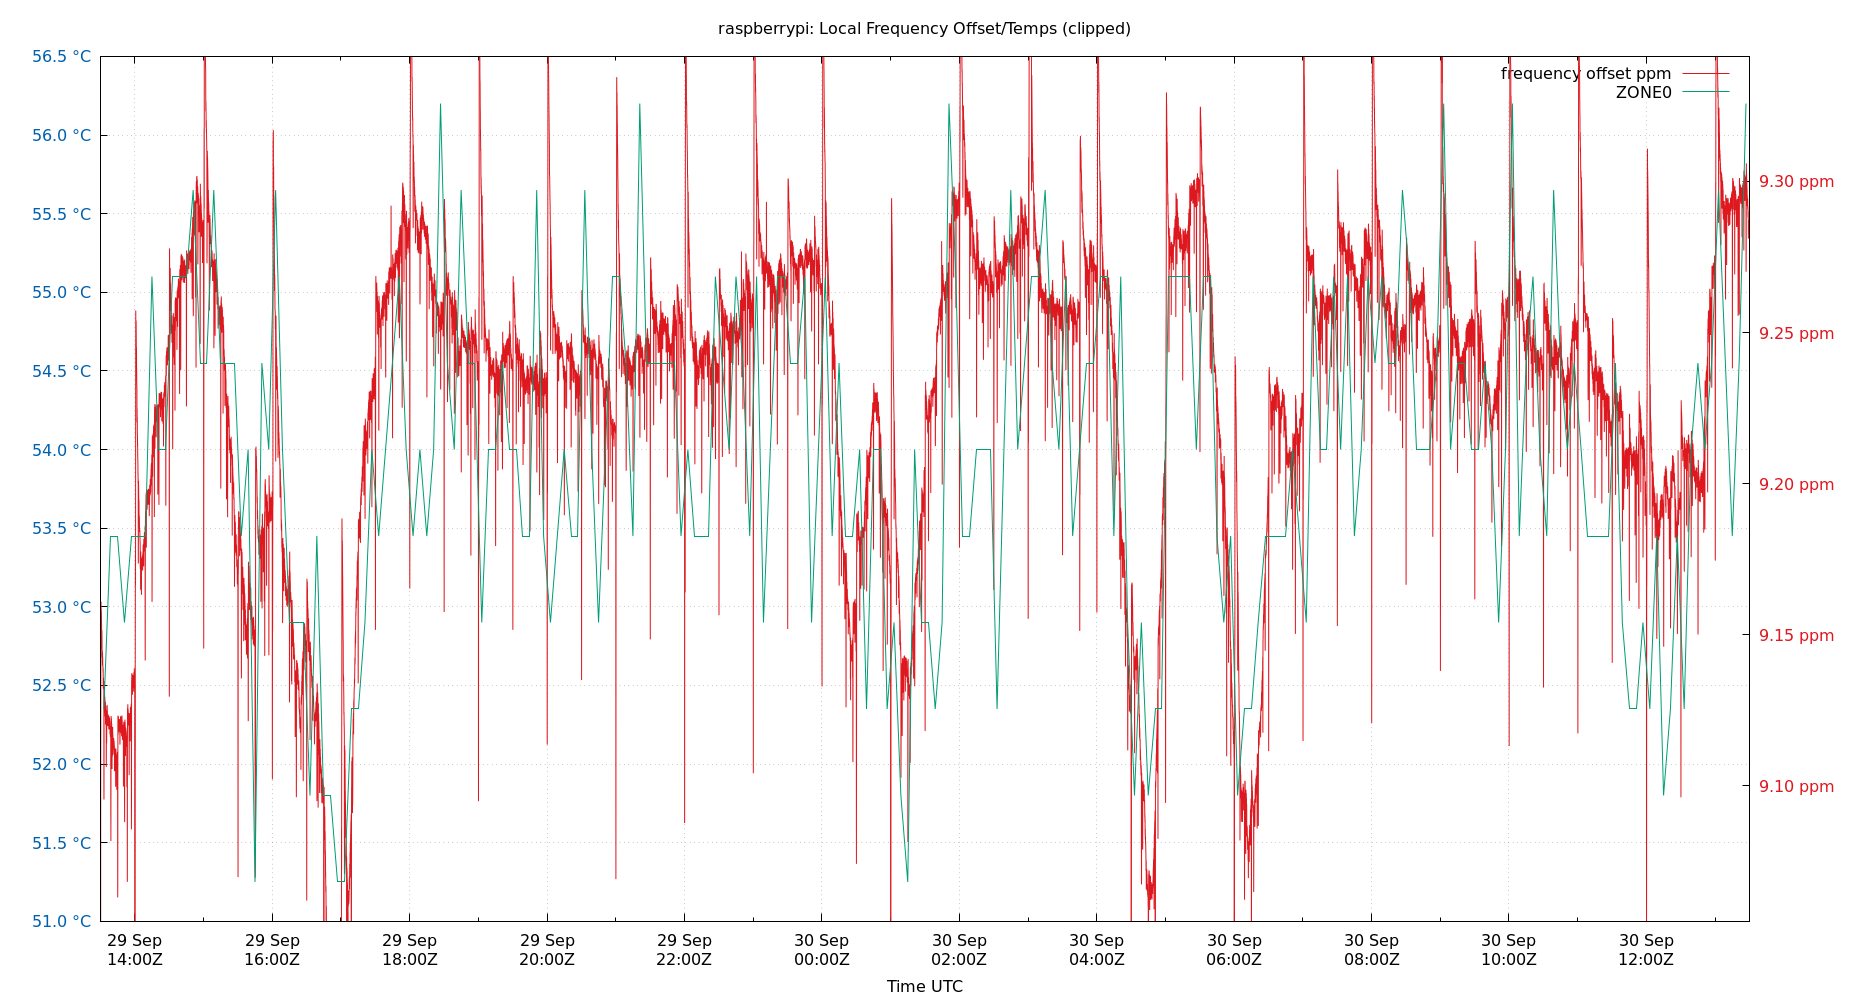 raspberrypi: Local Frequency Offset/Temps (clipped)
frequency offset ppm
ZONE0
56.5 °C
56.0 °C
55.5 °C
55.0 °C
54.5 °C
54.0 °C
53.5 °C
53.0 °C
52.5 °C
52.0 °C
51.5 °C
51.0 °C
9.30 ppm
9.25 ppm
9.20 ppm
9.15 ppm
9.10 ppm
29 Sep
14:00Z
29 Sep
16:00Z
29 Sep
18:00Z
29 Sep
20:00Z
29 Sep
22:00Z
30 Sep
00:00Z
30 Sep
02:00Z
30 Sep
04:00Z
30 Sep
06:00Z
30 Sep
08:00Z
30 Sep
10:00Z
30 Sep
12:00Z
Time UTC